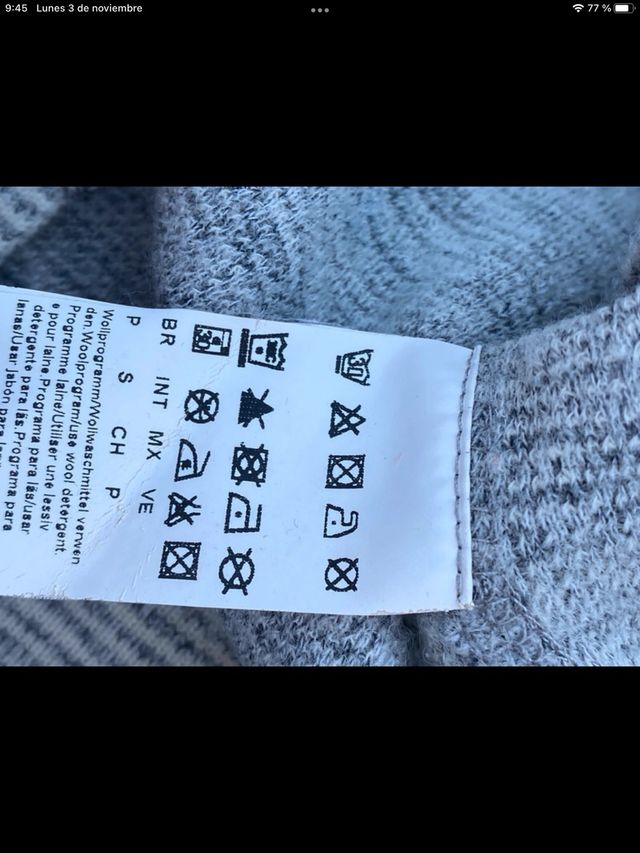 9:45 Lunes 3 de noviembre
77 %
30
30
BR INT MX VE
P S CH P
Wollprogramm/Wollwaschmittel verwen
den.Woolprogram/use wool detergent.
Programme laine/Utiliser une lessiv
e pour laine Programa para lãs/usar
detergente para lãs.Programa para
lanas/Usar jabón para